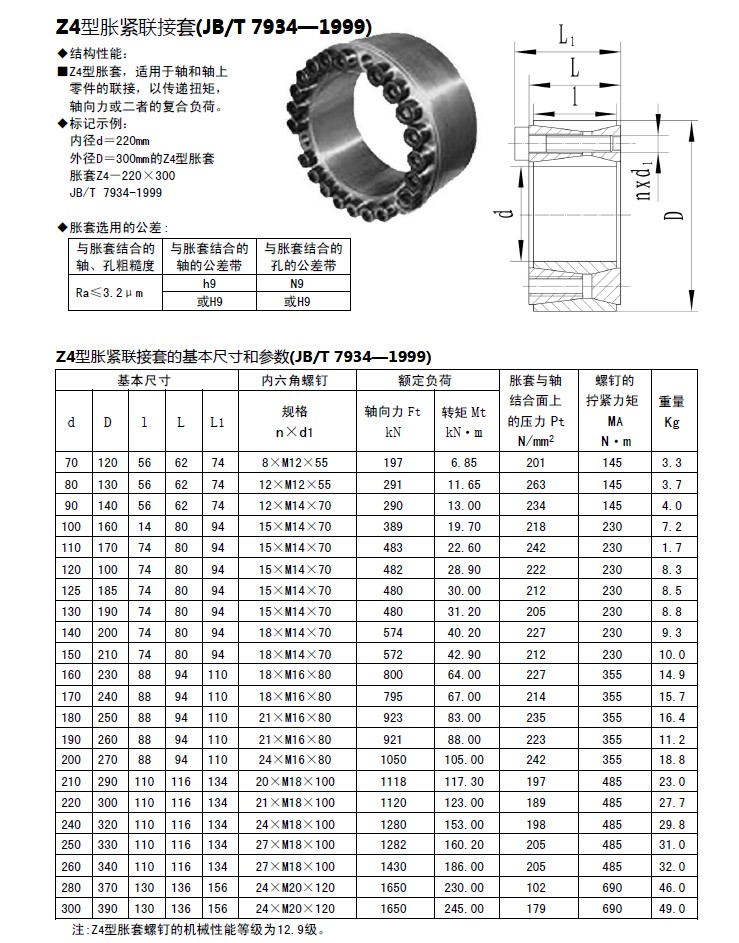 Z4型胀紧联接套(JB/T 7934—1999)
◆结构性能:
■Z4型胀套,适用于轴和轴上
零件的联接,以传递扭矩,
轴向力或二者的复合负荷。
◆标记示例:
内径d=220mm
外径D=300mm的Z4型胀套
胀套Z4-220×300
JB/T 7934-1999
L1
L
l
d
n×d1
D
◆胀套选用的公差:
与胀套结合的轴、孔粗糙度 与胀套结合的轴的公差带 与胀套结合的孔的公差带
Ra≤3.2μm h9 N9
或H9 或H9
Z4型胀紧联接套的基本尺寸和参数(JB/T 7934—1999)
基本尺寸 内六角螺钉 额定负荷 胀套与轴结合面上的压力 Pt N/mm² 螺钉的拧紧力矩 MA N·m 重量 Kg
d D l L L1 规格 n×d1 轴向力 Ft kN 转矩 Mt kN·m
70 120 56 62 74 8×M12×55 197 6.85 201 145 3.3
80 130 56 62 74 12×M12×55 291 11.65 263 145 3.7
90 140 56 62 74 12×M14×70 290 13.00 234 145 4.0
100 160 14 80 94 15×M14×70 389 19.70 218 230 7.2
110 170 74 80 94 15×M14×70 483 22.60 242 230 1.7
120 100 74 80 94 15×M14×70 482 28.90 222 230 8.3
125 185 74 80 94 15×M14×70 480 30.00 212 230 8.5
130 190 74 80 94 15×M14×70 480 31.20 205 230 8.8
140 200 74 80 94 18×M14×70 574 40.20 227 230 9.3
150 210 74 80 94 18×M14×70 572 42.90 212 230 10.0
160 230 88 94 110 18×M16×80 800 64.00 227 355 14.9
170 240 88 94 110 18×M16×80 795 67.00 214 355 15.7
180 250 88 94 110 21×M16×80 923 83.00 235 355 16.4
190 260 88 94 110 21×M16×80 921 88.00 223 355 11.2
200 270 88 94 110 24×M16×80 1050 105.00 242 355 18.8
210 290 110 116 134 20×M18×100 1118 117.30 197 485 23.0
220 300 110 116 134 21×M18×100 1120 123.00 189 485 27.7
240 320 110 116 134 24×M18×100 1280 153.00 198 485 29.8
250 330 110 116 134 27×M18×100 1282 160.20 205 485 31.0
260 340 110 116 134 27×M18×100 1430 186.00 205 485 32.0
280 370 130 136 156 24×M20×120 1650 230.00 102 690 46.0
300 390 130 136 156 24×M20×120 1650 245.00 179 690 49.0
注:Z4型胀套螺钉的机械性能等级为12.9级。